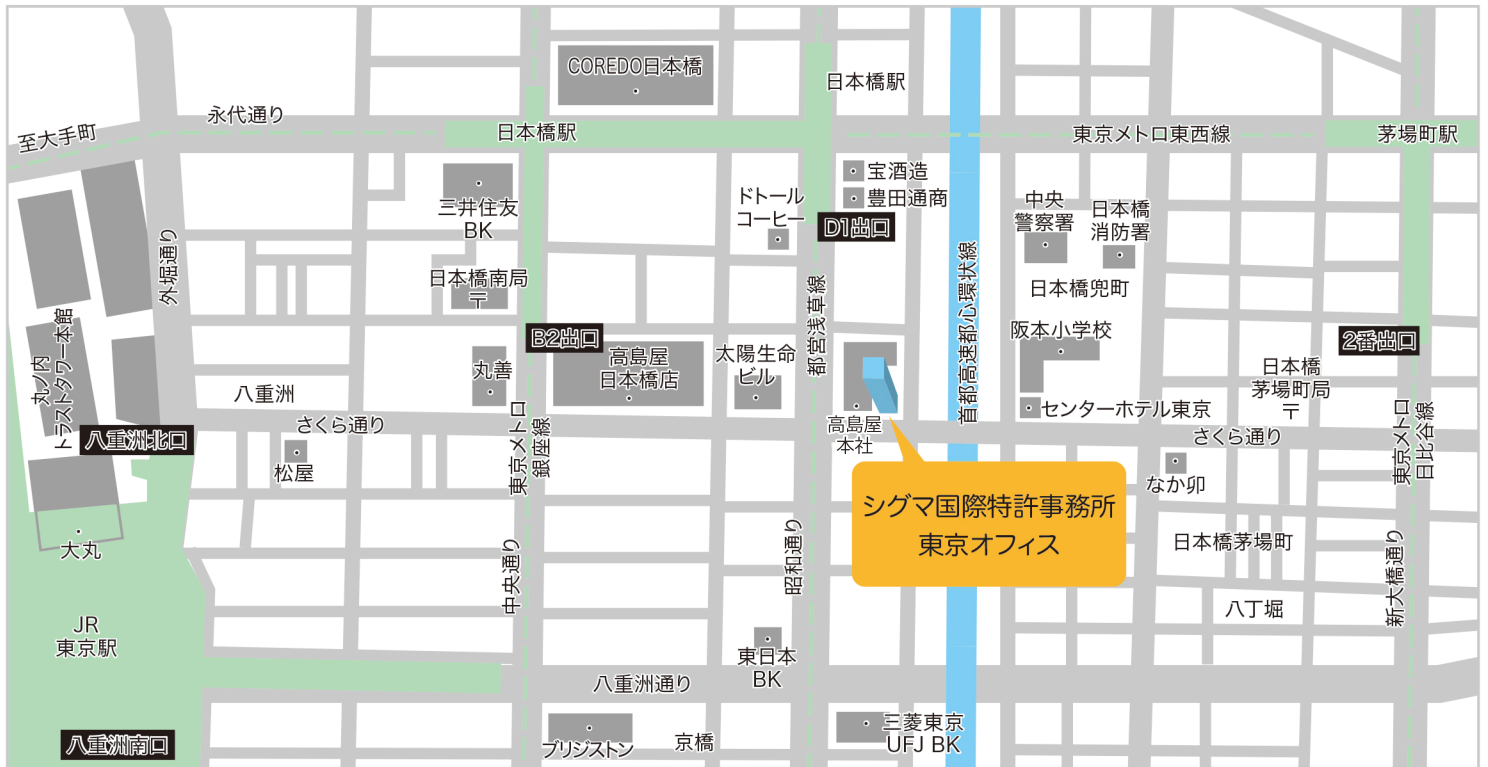 COREDO日本橋
日本橋駅
永代通り
至大手町
日本橋駅
東京メトロ東西線
茅場町駅
宝酒造
豊田通商
三井住友
BK
ドトール
コーヒー
D1出口
中央
警察署
日本橋
消防署
外堀通り
日本橋南局
〒
都営浅草線
首都高速都心環状線
日本橋兜町
丸ノ内
トラストタワー本館
B2出口
高島屋
日本橋店
太陽生命
ビル
阪本小学校
2番出口
丸善
八重洲
日本橋
茅場町局
〒
センターホテル東京
さくら通り
高島屋
本社
さくら通り
八重洲北口
松屋
東京メトロ
銀座線
東京メトロ
日比谷線
なか卯
シグマ国際特許事務所
東京オフィス
大丸
中央通り
昭和通り
日本橋茅場町
新大橋通り
八丁堀
JR
東京駅
東日本
BK
八重洲通り
八重洲南口
ブリジストン
京橋
三菱東京
UFJ BK